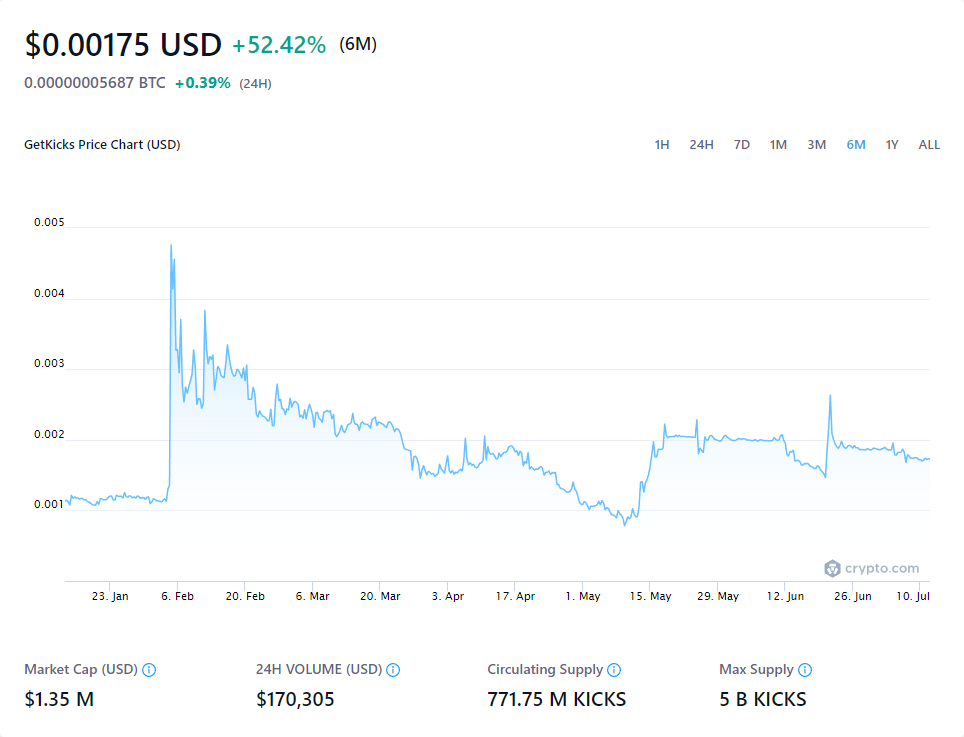 $0.00175 USD +52.42% (6M)
0.00000005687 BTC +0.39% (24H)
GetKicks Price Chart (USD) 1H 24H 7D 1M 3M 6M 1Y ALL
0.005
0.004
0.003
0.002
0.001
crypto.com
23. Jan 6. Feb 20. Feb 6. Mar 20. Mar 3. Apr 17. Apr 1. May 15. May 29. May 12. Jun 26. Jun 10. Jul
Market Cap (USD) 24H VOLUME (USD) Circulating Supply Max Supply
$1.35 M $170,305 771.75 M KICKS 5 B KICKS